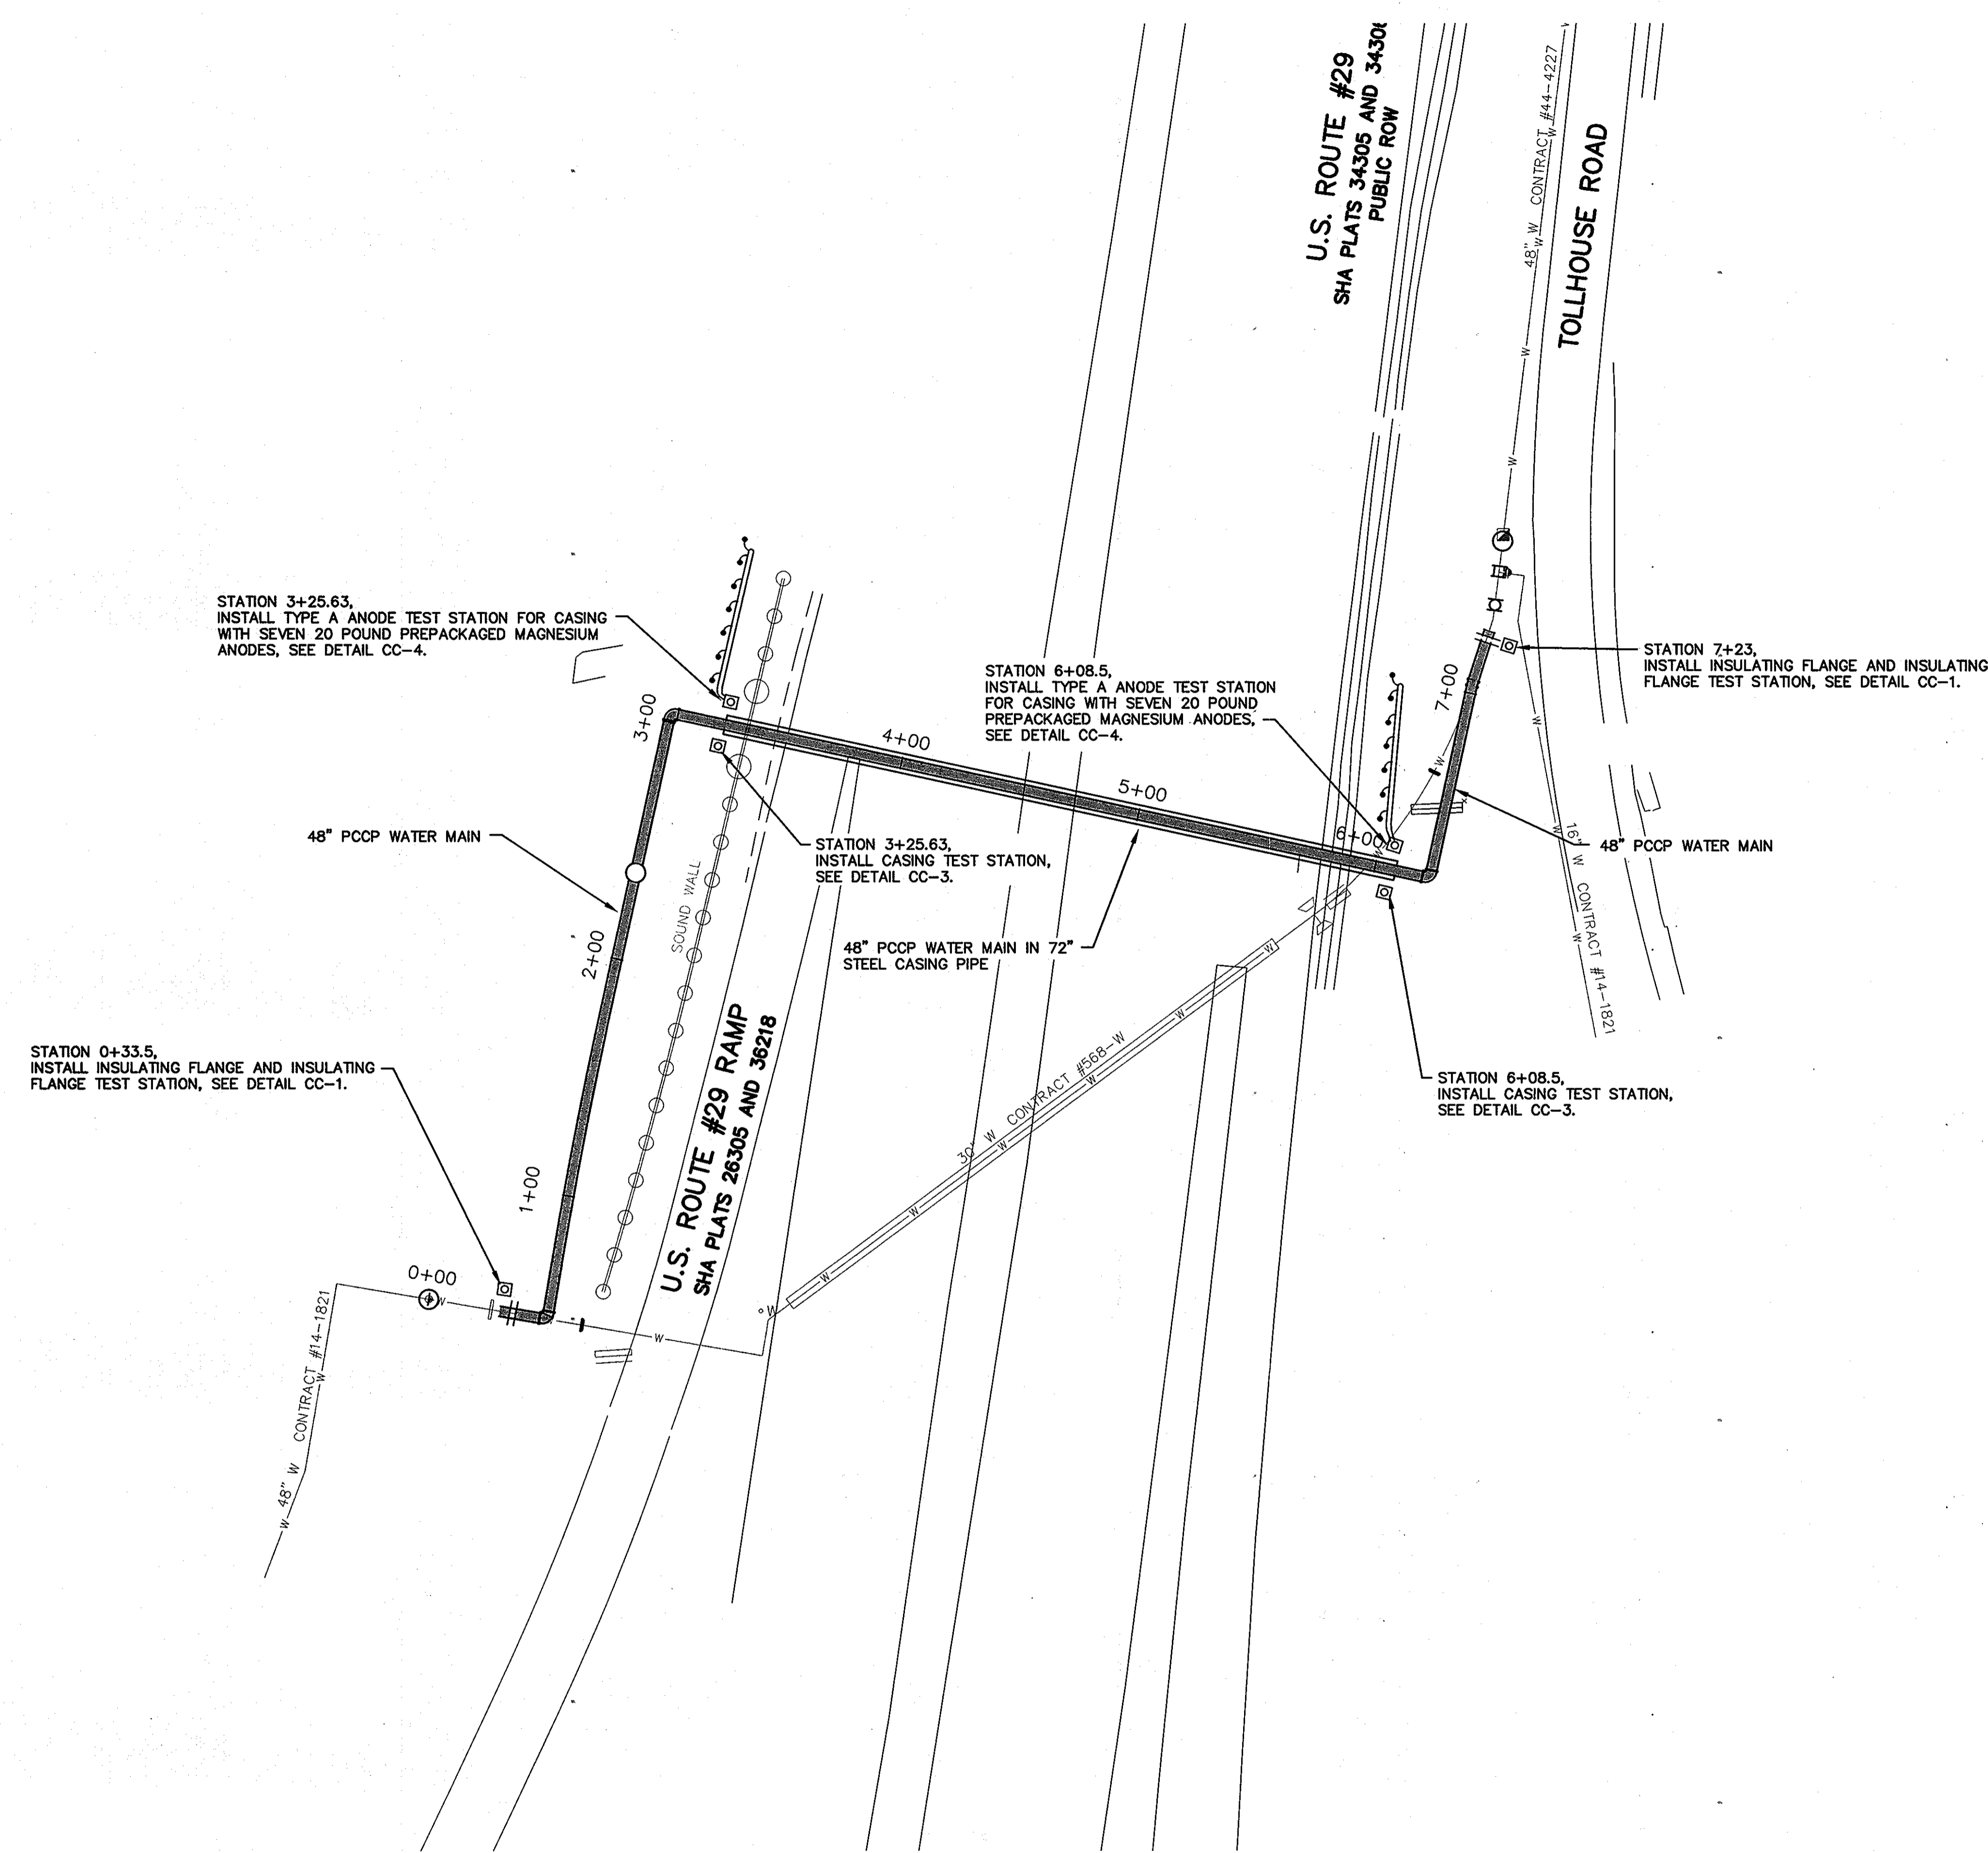 U.S. ROUTE #29
SHA PLATS 34305 AND 34306
PUBLIC ROW
48" W CONTRACT #44-4227
TOLLHOUSE ROAD
STATION 3+25.63,
INSTALL TYPE A ANODE TEST STATION FOR CASING
WITH SEVEN 20 POUND PREPACKAGED MAGNESIUM
ANODES, SEE DETAIL CC-4.
STATION 6+08.5,
INSTALL TYPE A ANODE TEST STATION
FOR CASING WITH SEVEN 20 POUND
PREPACKAGED MAGNESIUM ANODES,
SEE DETAIL CC-4.
STATION 7+23,
INSTALL INSULATING FLANGE AND INSULATING
FLANGE TEST STATION, SEE DETAIL CC-1.
3+00
4+00
5+00
6+00
7+00
48" PCCP WATER MAIN
STATION 3+25.63,
INSTALL CASING TEST STATION,
SEE DETAIL CC-3.
48" PCCP WATER MAIN
16" W CONTRACT #14-1821
SOUND WALL
2+00
48" PCCP WATER MAIN IN 72"
STEEL CASING PIPE
STATION 0+33.5,
INSTALL INSULATING FLANGE AND INSULATING
FLANGE TEST STATION, SEE DETAIL CC-1.
U.S. ROUTE #29 RAMP
SHA PLATS 26305 AND 36218
30" W CONTRACT #568-W
STATION 6+08.5,
INSTALL CASING TEST STATION,
SEE DETAIL CC-3.
1+00
0+00
W 48" W CONTRACT #14-1821